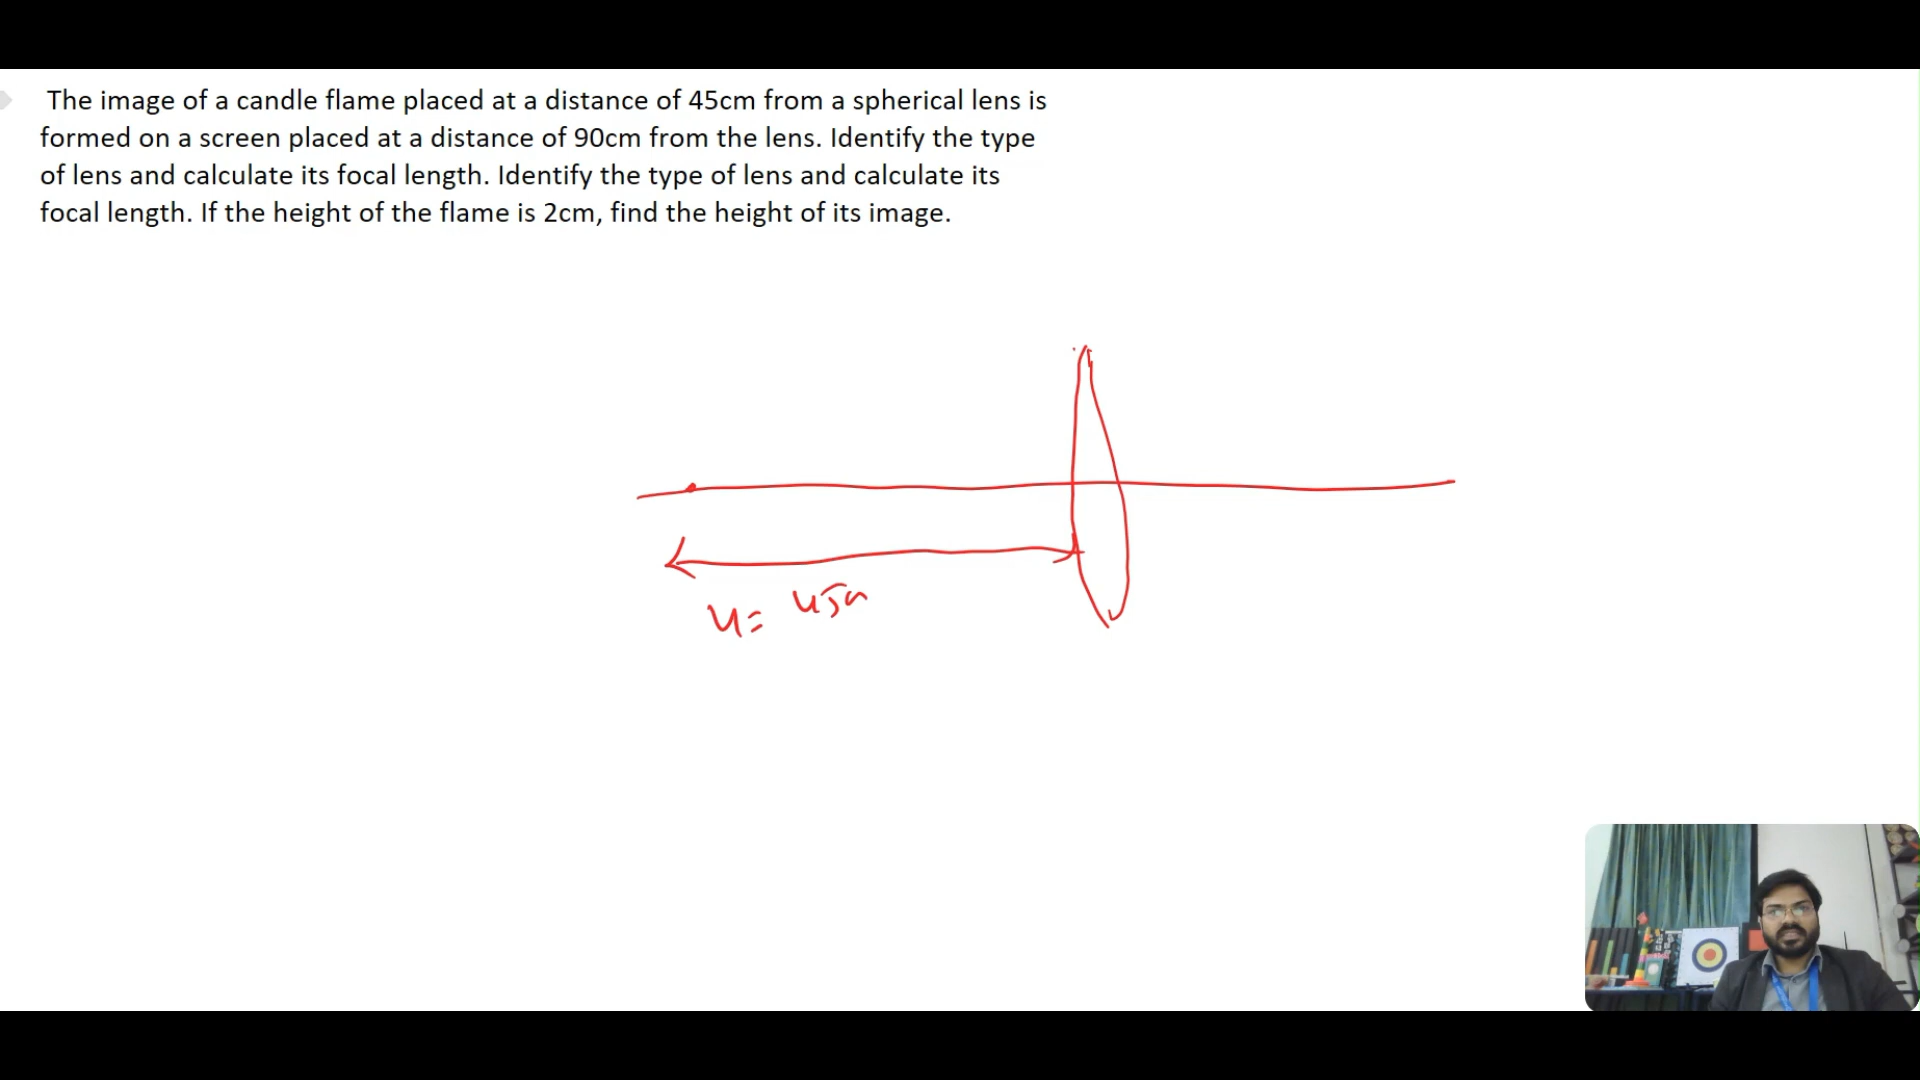 The image of a candle flame placed at a distance of 45cm from a spherical lens is
formed on a screen placed at a distance of 90cm from the lens. Identify the type
of lens and calculate its focal length. Identify the type of lens and calculate its
focal length. If the height of the flame is 2cm, find the height of its image.
u= 45cm